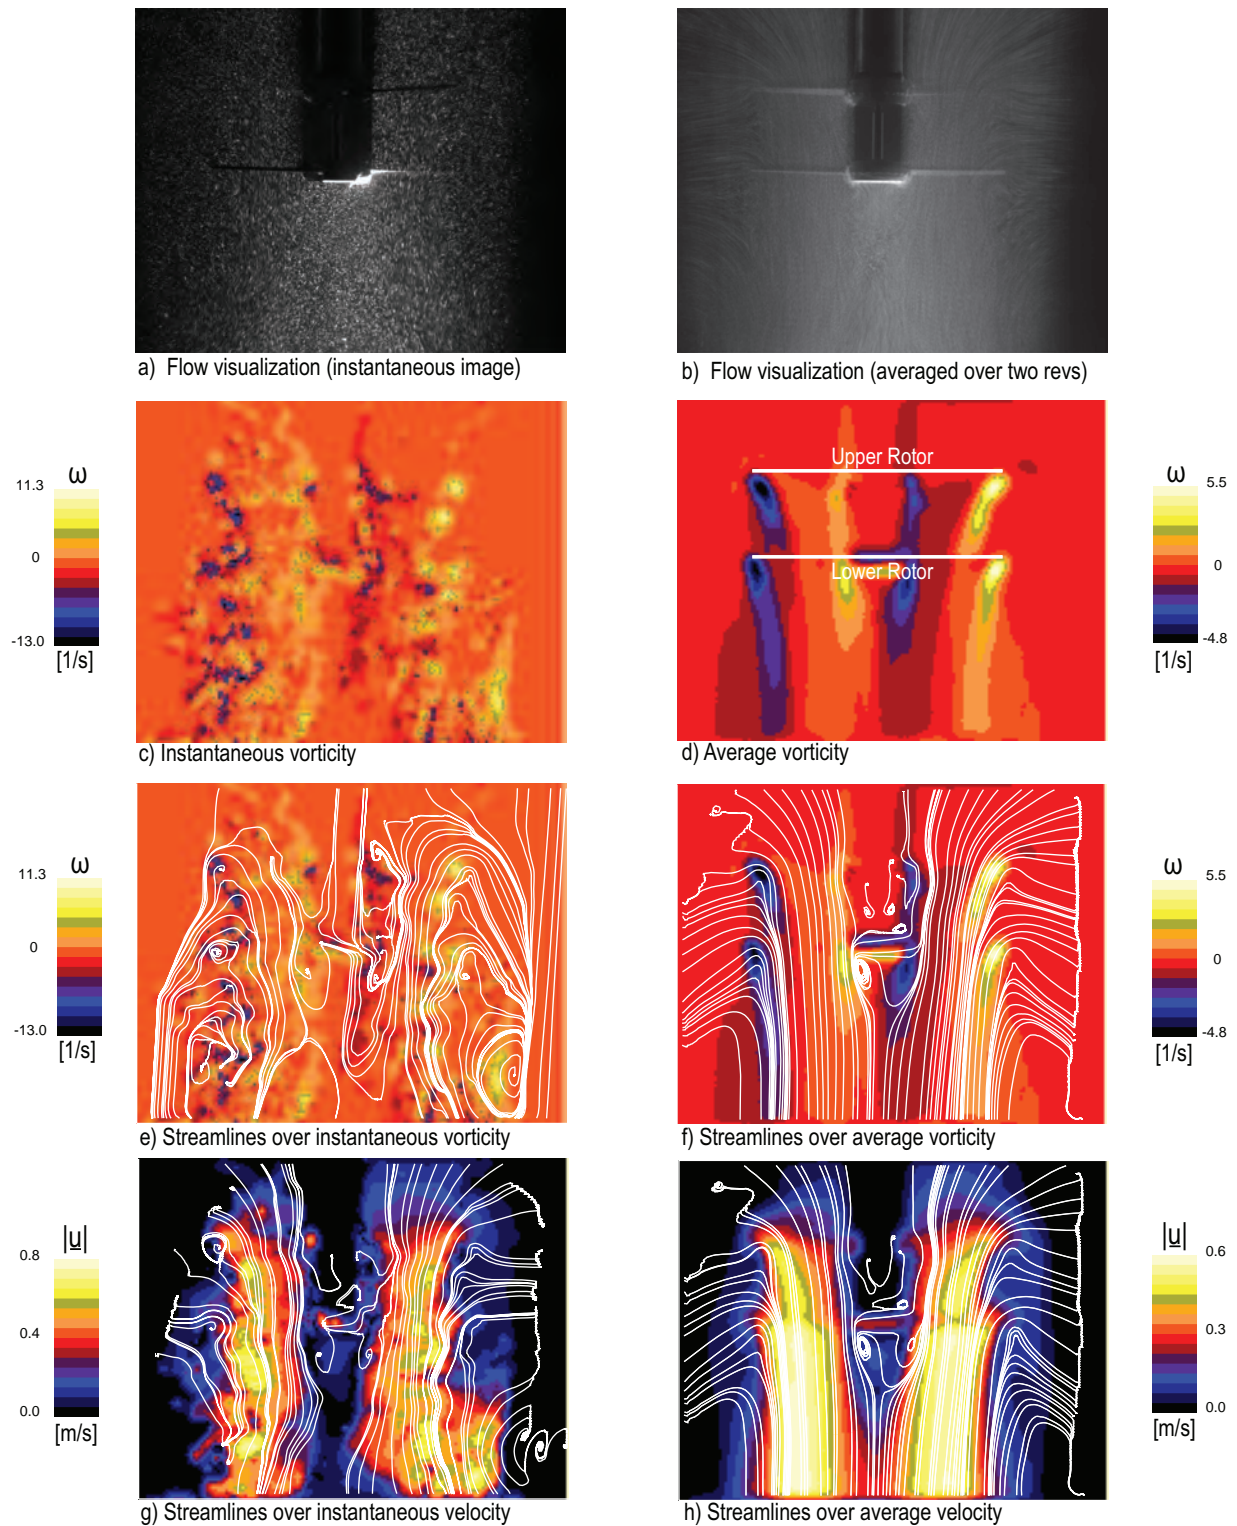 a) Flow visualization (instantaneous image)
b) Flow visualization (averaged over two revs)
ω
11.3
0
-13.0
[1/s]
Upper Rotor
Lower Rotor
ω
5.5
0
-4.8
[1/s]
c) Instantaneous vorticity
d) Average vorticity
ω
11.3
0
-13.0
[1/s]
ω
5.5
0
-4.8
[1/s]
e) Streamlines over instantaneous vorticity
f) Streamlines over average vorticity
|u|
0.8
0.4
0.0
[m/s]
|u|
0.6
0.3
0.0
[m/s]
g) Streamlines over instantaneous velocity
h) Streamlines over average velocity